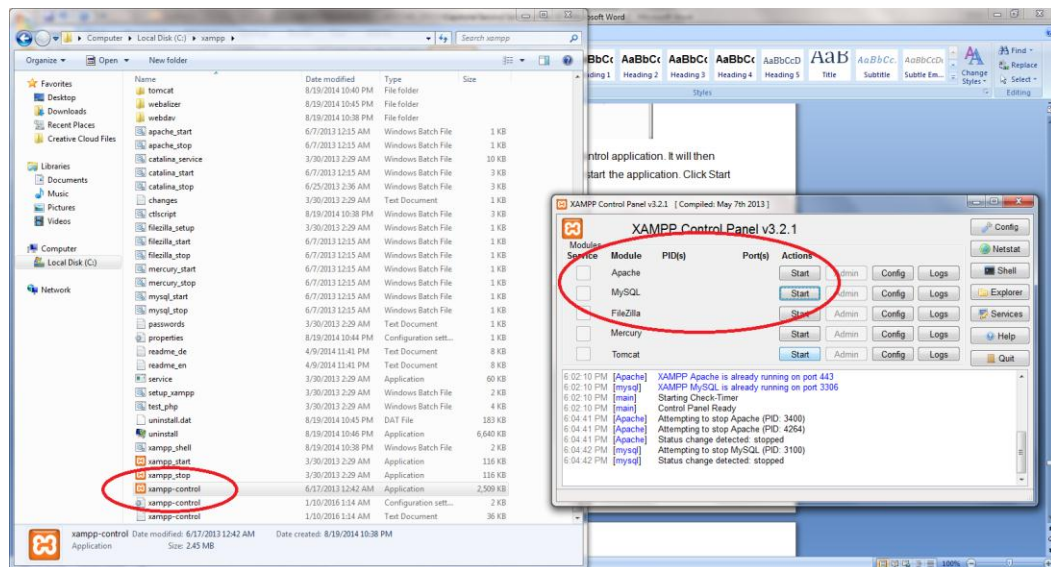 Computer ▸ Local Disk (C:) ▸ xampp ▸
Search xampp
Organize ▾ Open ▾ New folder
Favorites
Desktop
Downloads
Recent Places
Creative Cloud Files
Libraries
Documents
Music
Pictures
Videos
Computer
Local Disk (C:)
Network
Name Date modified Type Size
tomcat 8/19/2014 10:40 PM File folder
webalizer 8/19/2014 10:45 PM File folder
webdav 8/19/2014 10:38 PM File folder
apache_start 6/7/2013 12:15 AM Windows Batch File 1 KB
apache_stop 6/7/2013 12:15 AM Windows Batch File 1 KB
catalina_service 3/30/2013 2:29 AM Windows Batch File 10 KB
catalina_start 6/7/2013 12:15 AM Windows Batch File 3 KB
catalina_stop 6/25/2013 2:36 AM Windows Batch File 3 KB
changes 3/30/2013 2:29 AM Text Document 1 KB
ctlscript 8/19/2014 10:38 PM Windows Batch File 3 KB
filezilla_setup 3/30/2013 2:29 AM Windows Batch File 1 KB
filezilla_start 6/7/2013 12:15 AM Windows Batch File 1 KB
filezilla_stop 6/7/2013 12:15 AM Windows Batch File 1 KB
mercury_start 6/7/2013 12:15 AM Windows Batch File 1 KB
mercury_stop 6/7/2013 12:15 AM Windows Batch File 1 KB
mysql_start 6/7/2013 12:15 AM Windows Batch File 1 KB
mysql_stop 6/7/2013 12:15 AM Windows Batch File 1 KB
passwords 3/30/2013 2:29 AM Text Document 1 KB
properties 8/19/2014 10:44 PM Configuration sett... 1 KB
readme_de 4/9/2014 11:41 PM Text Document 8 KB
readme_en 4/9/2014 11:41 PM Text Document 8 KB
service 3/30/2013 2:29 AM Application 60 KB
setup_xampp 3/30/2013 2:29 AM Windows Batch File 3 KB
test_php 3/30/2013 2:29 AM Windows Batch File 4 KB
uninstall.dat 8/19/2014 10:45 PM DAT File 183 KB
uninstall 8/19/2014 10:46 PM Application 6,640 KB
xampp_shell 8/19/2014 10:38 PM Windows Batch File 2 KB
xampp_start 3/30/2013 2:29 AM Application 116 KB
xampp_stop 3/30/2013 2:29 AM Application 116 KB
xampp-control 6/17/2013 12:42 AM Application 2,509 KB
xampp-control 1/10/2016 1:14 AM Configuration sett... 2 KB
xampp-control 1/10/2016 1:14 AM Text Document 36 KB
xampp-control Date modified: 6/17/2013 12:42 AM Date created: 8/19/2014 10:38 PM
Application Size: 2.45 MB
osoft Word
BbCc AaBbCc AaBbCc AaBbCc AaBbCcD AaB AaBbCc. AaBbCcDc
ding 1 Heading 2 Heading 3 Heading 4 Heading 5 Title Subtitle Subtle Em...
Change Styles ▾
Find ▾
Replace
Select ▾
Styles Editing
ntrol application. It will then
start the application. Click Start
XAMPP Control Panel v3.2.1 [ Compiled: May 7th 2013 ]
XAMPP Control Panel v3.2.1
Modules
Service Module PID(s) Port(s) Actions
Apache Start Admin Config Logs
MySQL Start Admin Config Logs
FileZilla Start Admin Config Logs
Mercury Start Admin Config Logs
Tomcat Start Admin Config Logs
Config
Netstat
Shell
Explorer
Services
Help
Quit
6:02:10 PM [Apache] XAMPP Apache is already running on port 443
6:02:10 PM [mysql] XAMPP MySQL is already running on port 3306
6:02:10 PM [main] Starting Check-Timer
6:02:10 PM [main] Control Panel Ready
6:04:41 PM [Apache] Attempting to stop Apache (PID: 3400)
6:04:41 PM [Apache] Attempting to stop Apache (PID: 4264)
6:04:41 PM [Apache] Status change detected: stopped
6:04:42 PM [mysql] Attempting to stop MySQL (PID: 3100)
6:04:42 PM [mysql] Status change detected: stopped
100%